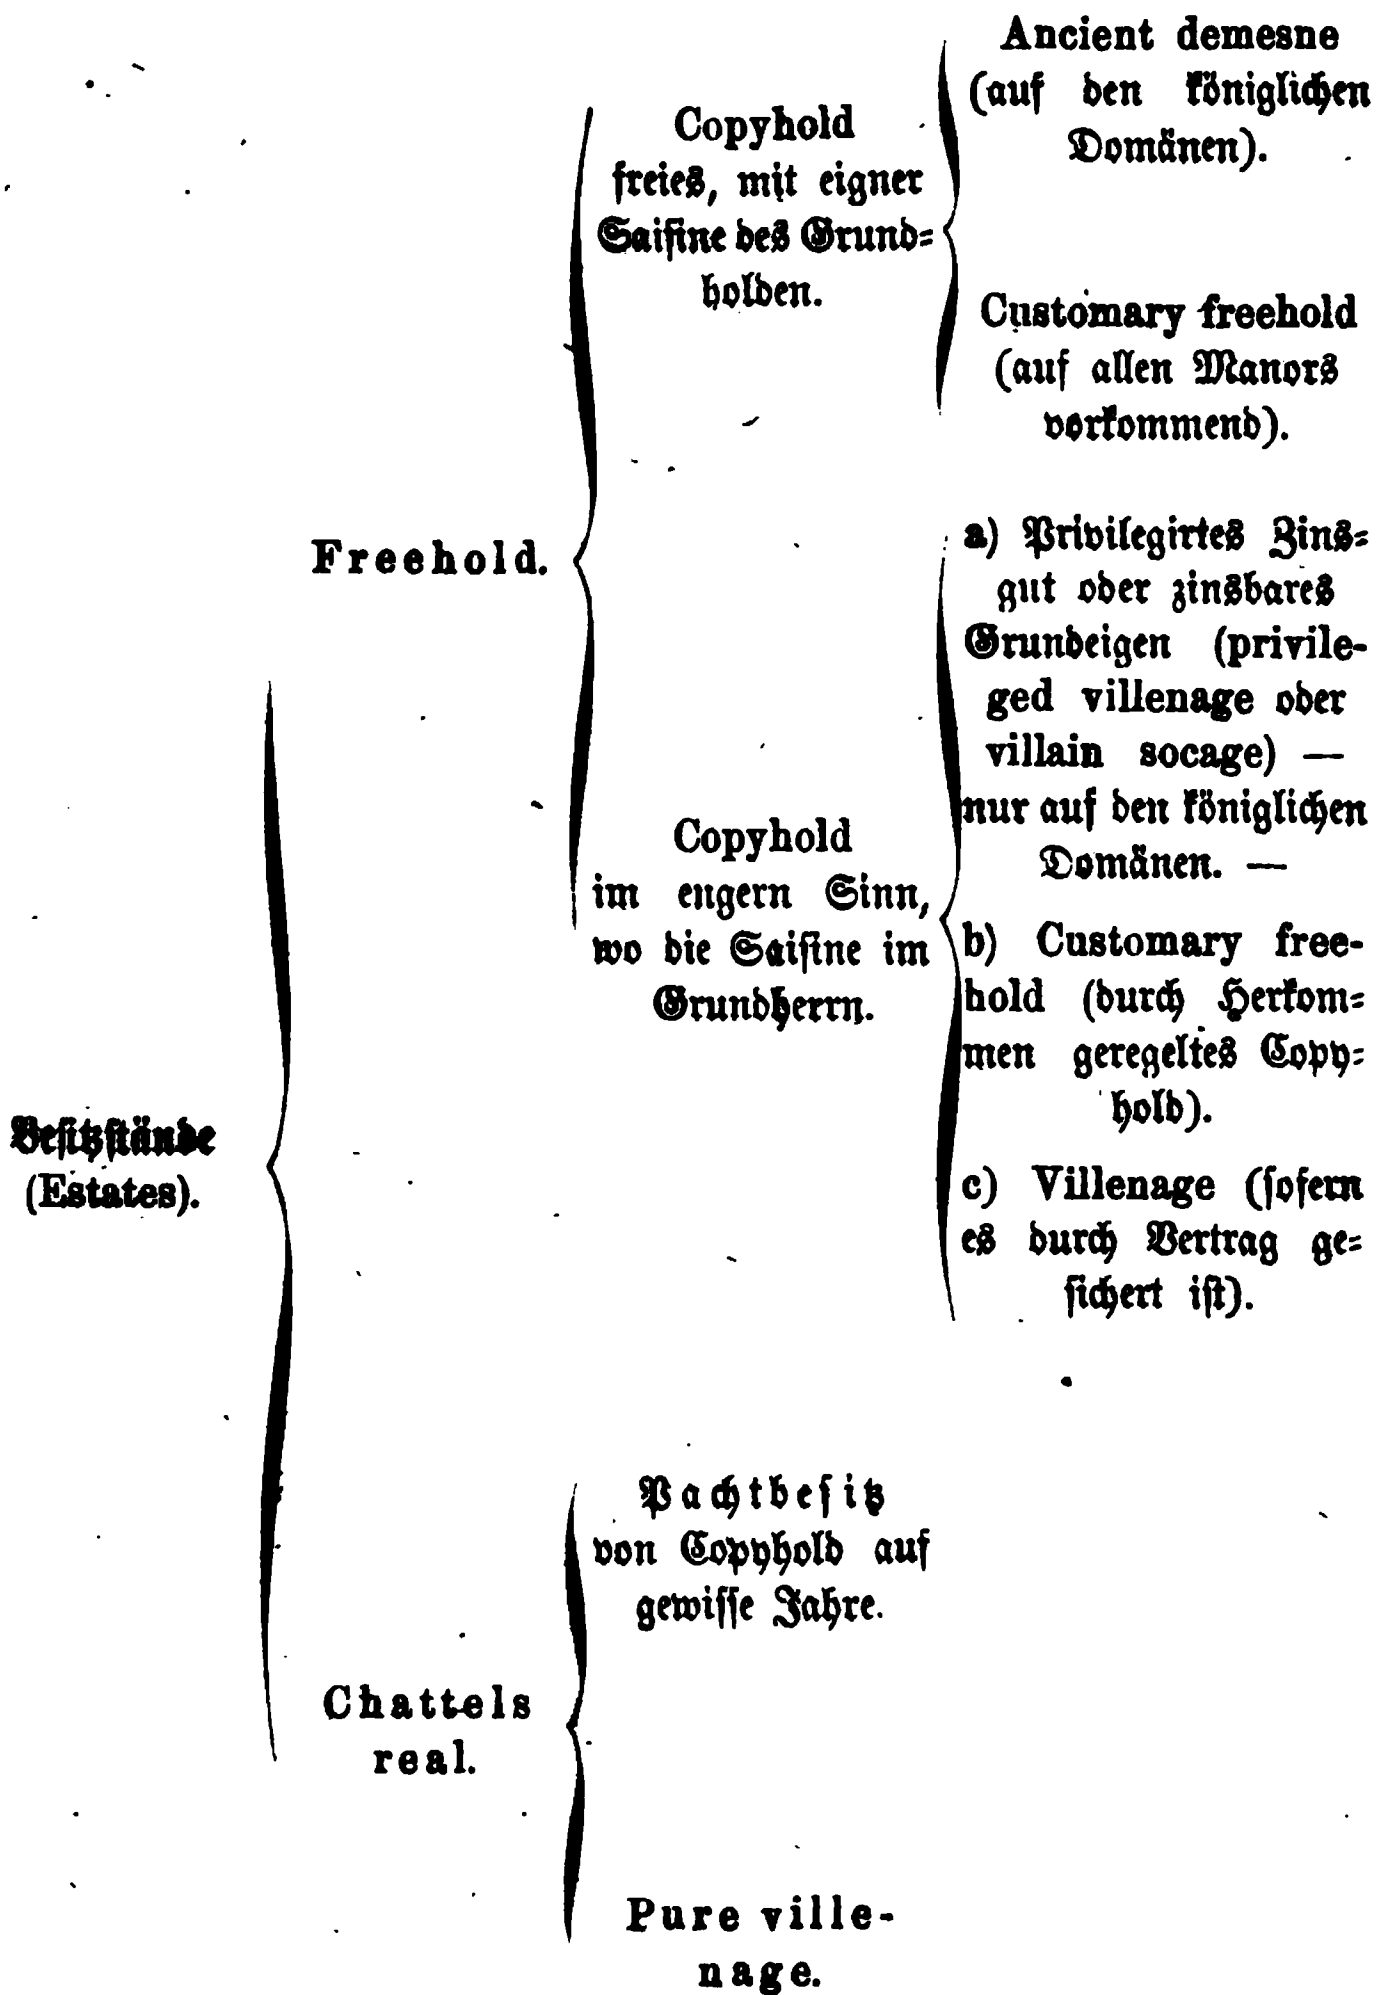 Besitzstände
(Estates).
Freehold.
Copyhold
freies, mit eigner
Saisine des Grund=
holden.
Ancient demesne
(auf den königlichen
Domänen).
Customary freehold
(auf allen Manors
vorkommend).
Copyhold
im engern Sinn,
wo die Saisine im
Grundherrn.
a) Privilegirtes Zins=
gut oder zinsbares
Grundeigen (privile-
ged villenage oder
villain socage) —
nur auf den königlichen
Domänen. —
b) Customary free-
hold (durch Herkom=
men geregeltes Copy=
hold).
c) Villenage (sofern
es durch Vertrag ge=
sichert ist).
Chattels
real.
Pachtbesitz
von Copyhold auf
gewisse Jahre.
Pure ville-
nage.